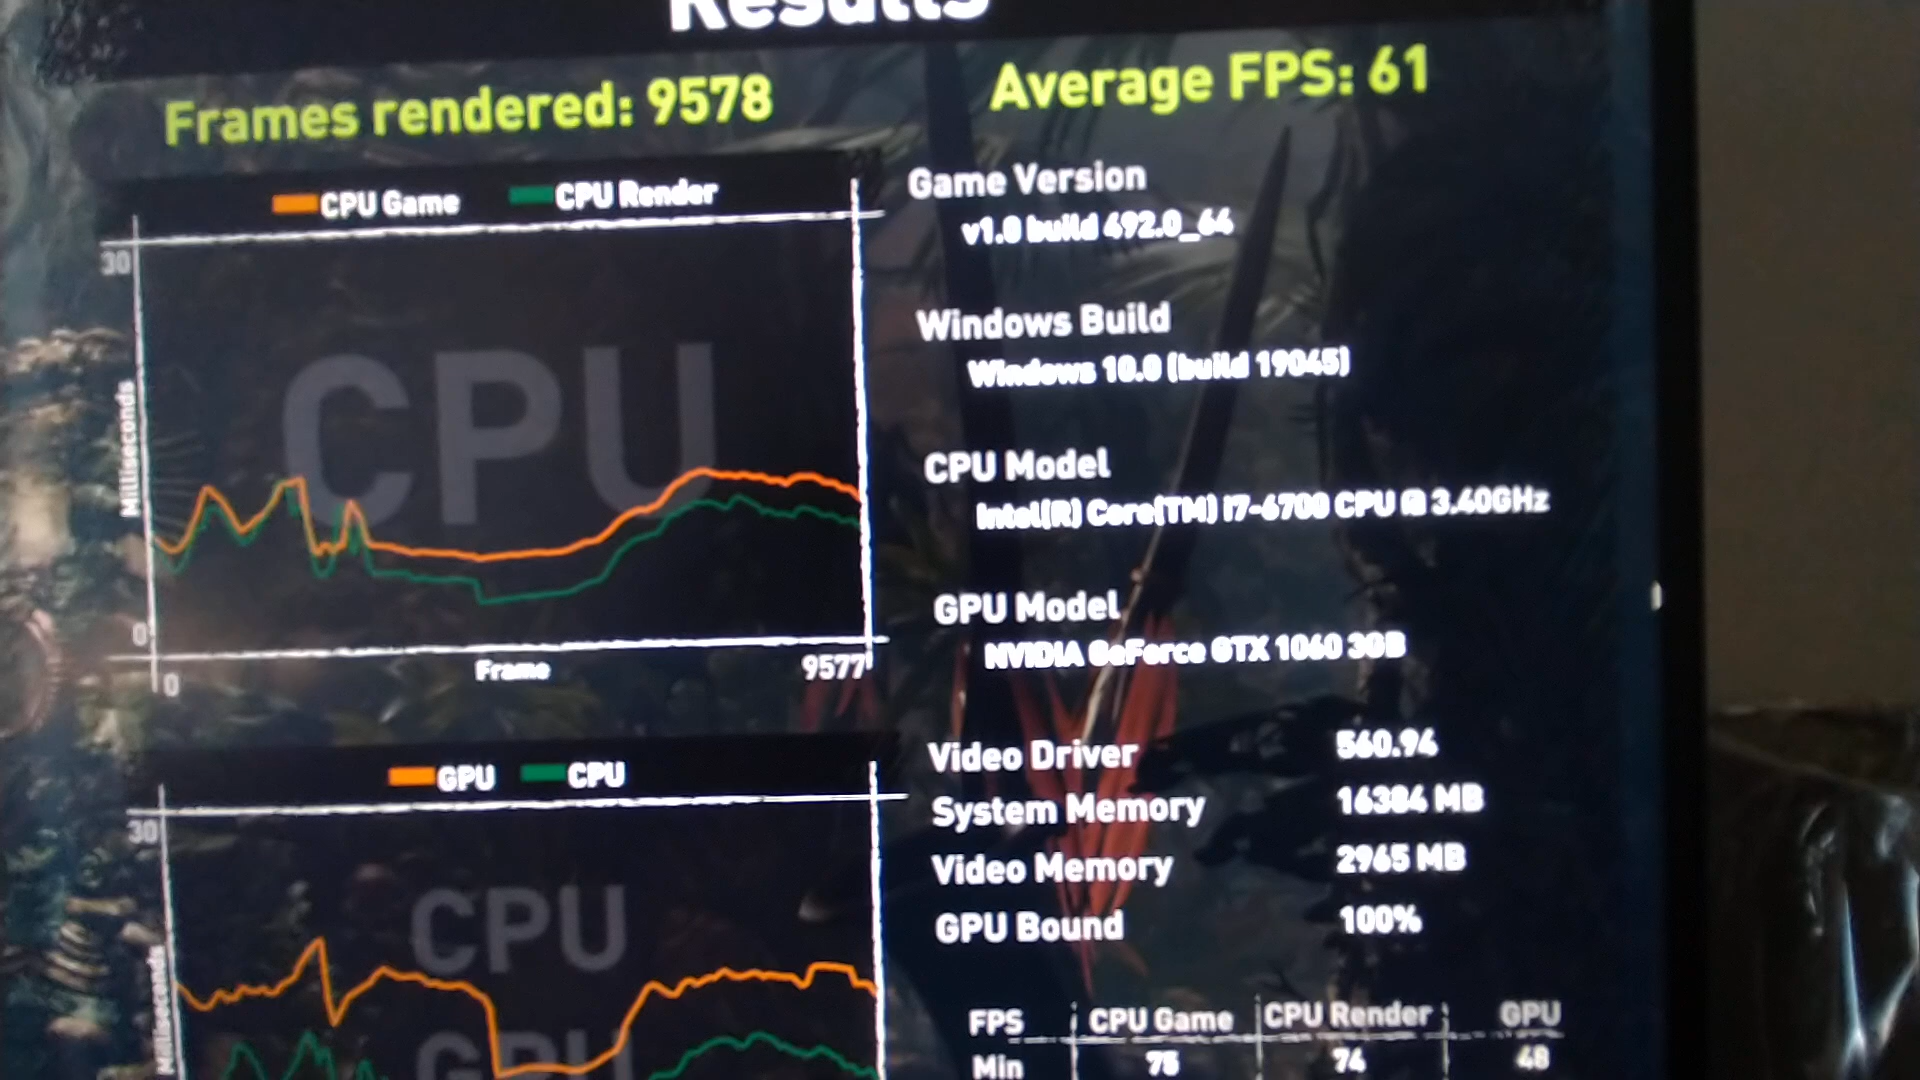 Results
Frames rendered: 9578
Average FPS: 61
CPU Game
CPU Render
30
CPU
Milliseconds
0
0
Frame
9577
GPU
CPU
30
CPU
GPU
Milliseconds
Game Version
v1.0 build 492.0_64
Windows Build
Windows 10.0 (build 19045)
CPU Model
Intel(R) Core(TM) i7-6700 CPU @ 3.40GHz
GPU Model
NVIDIA GeForce GTX 1060 3GB
Video Driver 560.94
System Memory 16384 MB
Video Memory 2965 MB
GPU Bound 100%
FPS CPU Game CPU Render GPU
Min 75 74 48